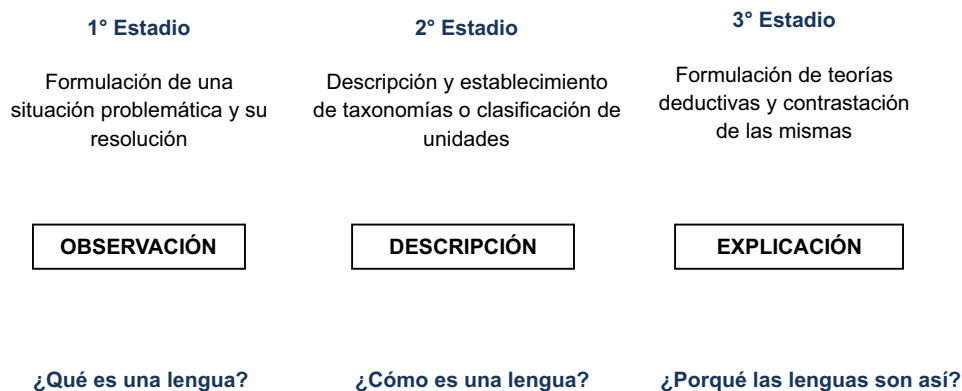 1° Estadio
Formulación de una
situación problemática y su
resolución
OBSERVACIÓN
¿Qué es una lengua?
2° Estadio
Descripción y establecimiento
de taxonomías o clasificación de
unidades
DESCRIPCIÓN
¿Cómo es una lengua?
3° Estadio
Formulación de teorías
deductivas y contrastación
de las mismas
EXPLICACIÓN
¿Porqué las lenguas son así?